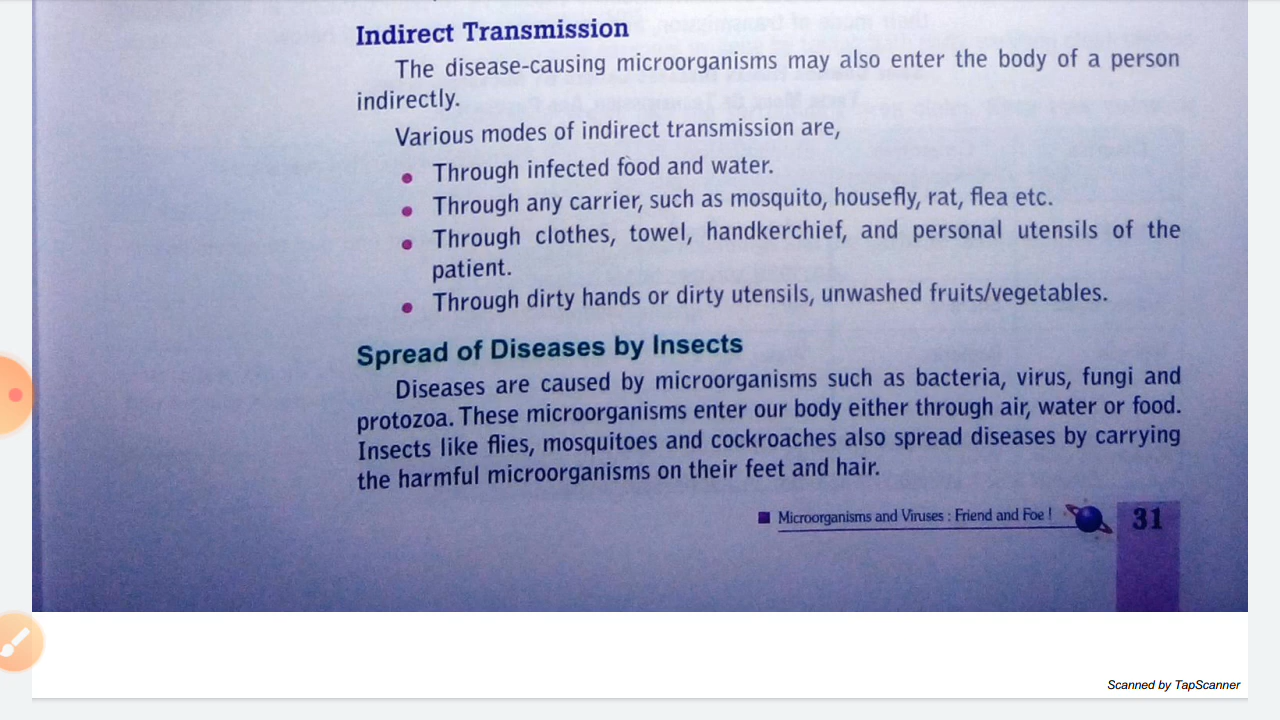 Indirect Transmission
The disease-causing microorganisms may also enter the body of a person
indirectly.
Various modes of indirect transmission are,
Through infected food and water.
Through any carrier, such as mosquito, housefly, rat, flea etc.
Through clothes, towel, handkerchief, and personal utensils of the
patient.
Through dirty hands or dirty utensils, unwashed fruits/vegetables.
Spread of Diseases by Insects
Diseases are caused by microorganisms such as bacteria, virus, fungi and
protozoa. These microorganisms enter our body either through air, water or food.
Insects like flies, mosquitoes and cockroaches also spread diseases by carrying
the harmful microorganisms on their feet and hair.
Microorganisms and Viruses : Friend and Foe ! 31
Scanned by TapScanner